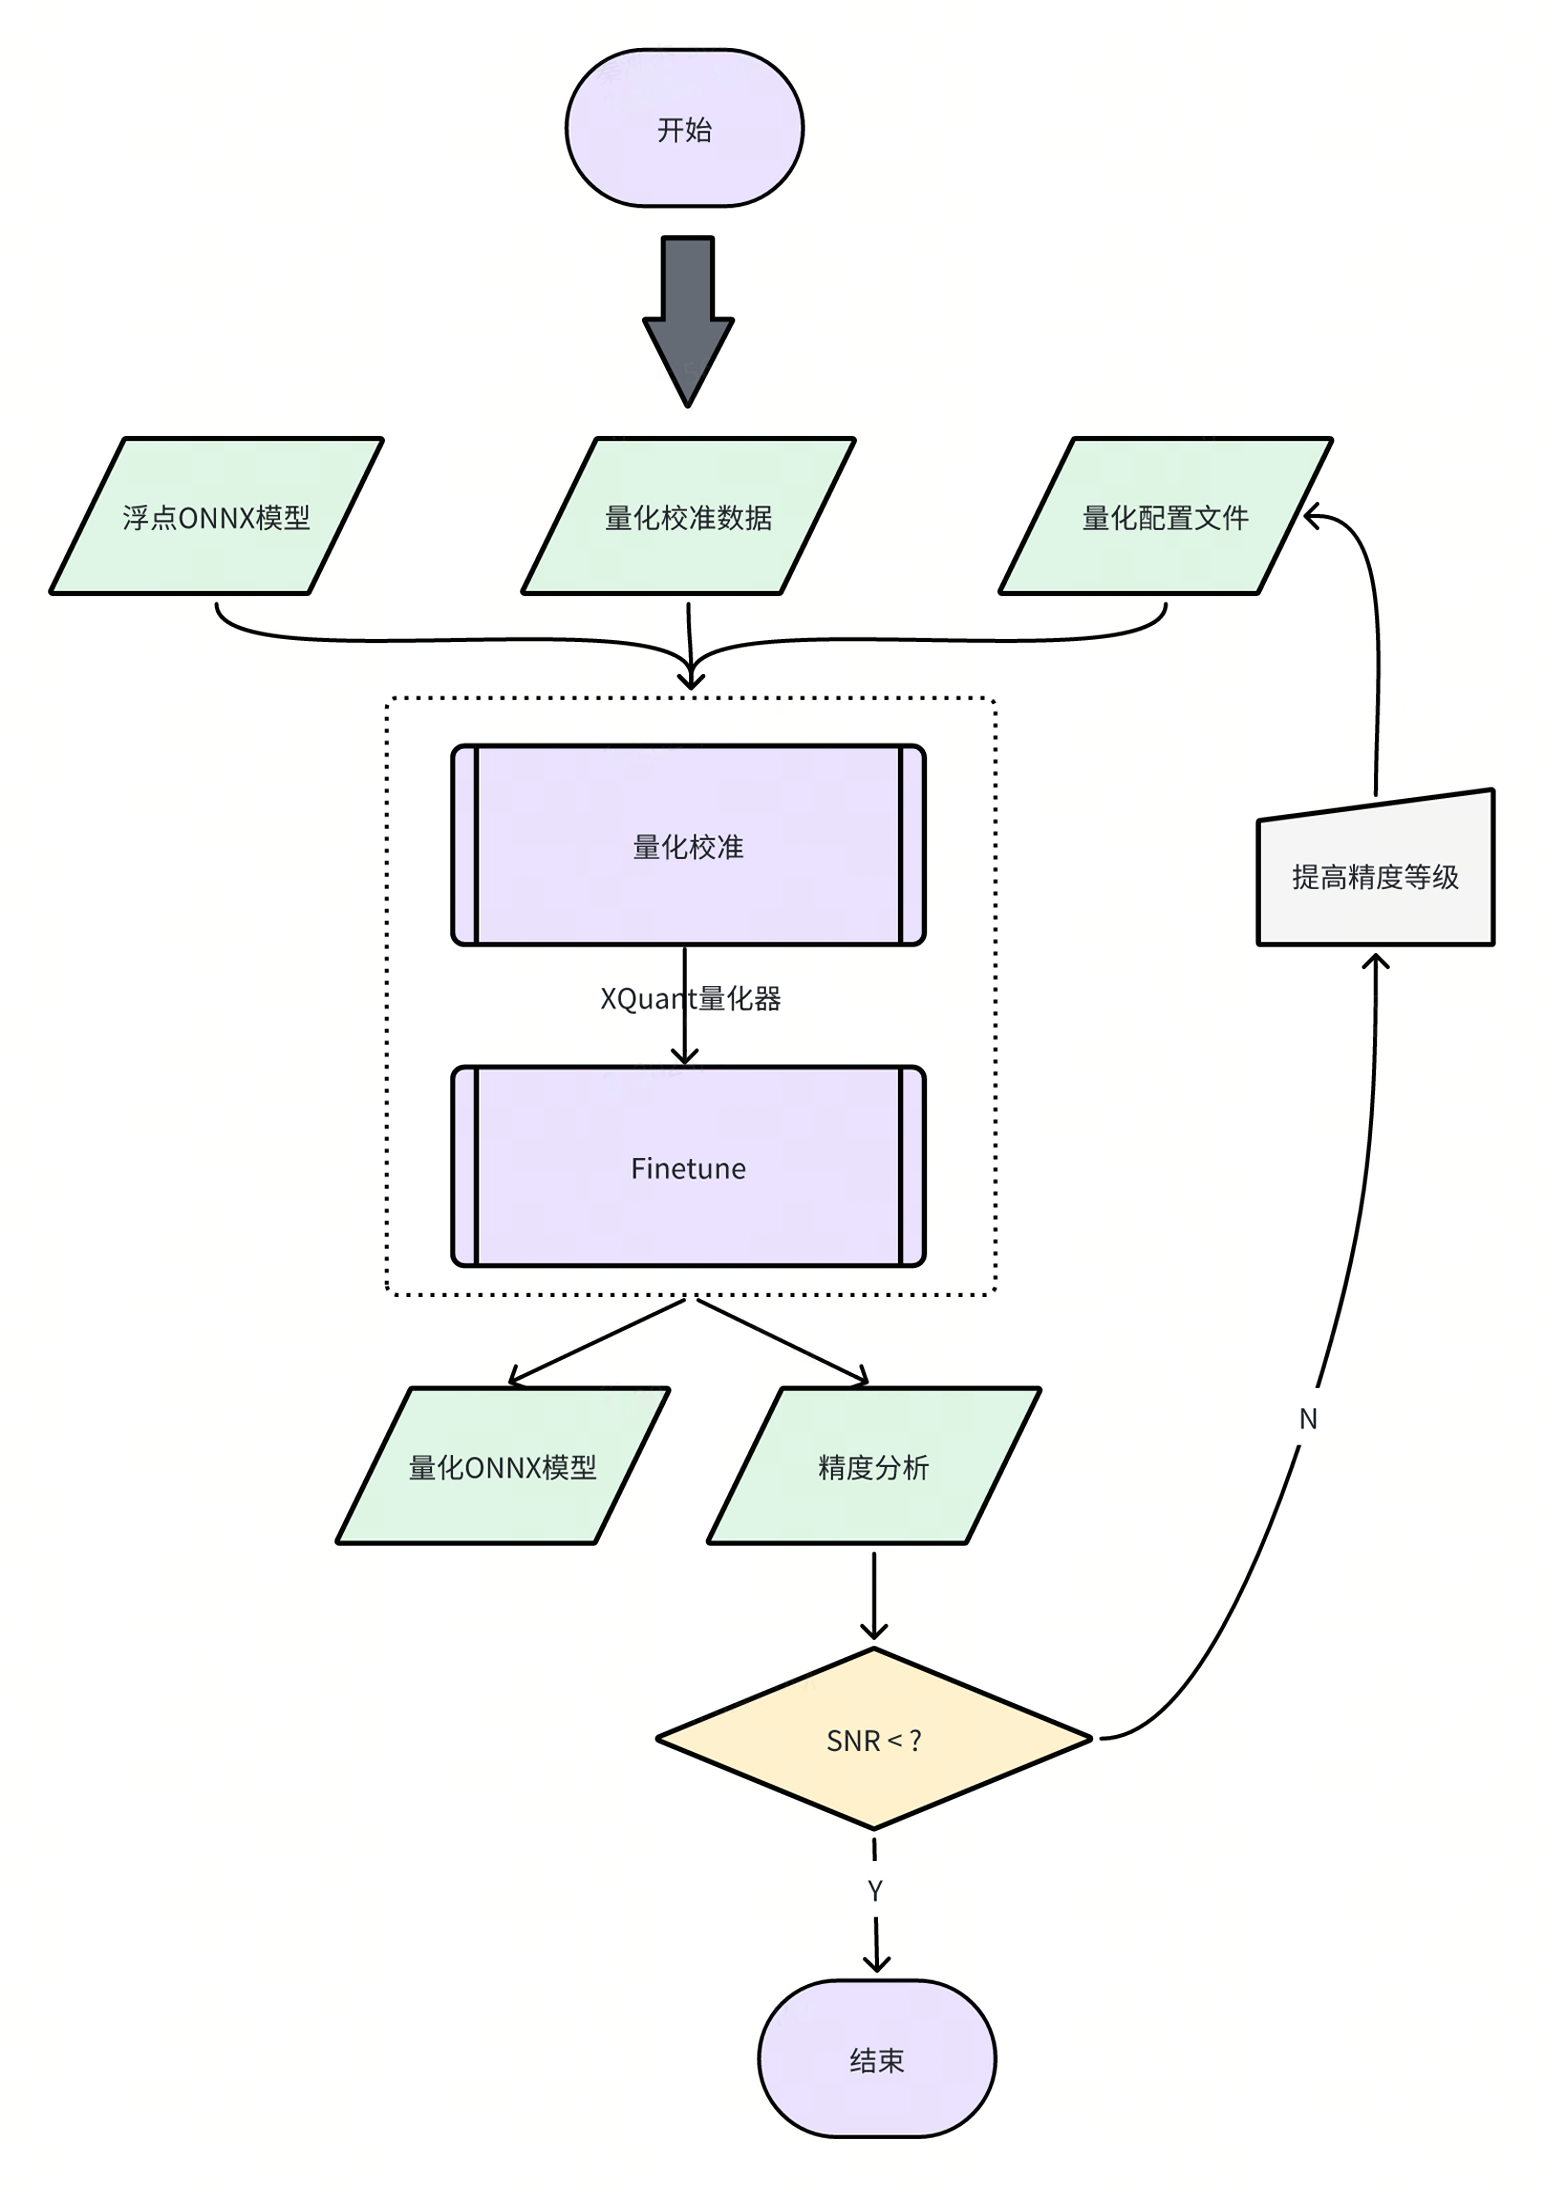 开始
浮点ONNX模型
量化校准数据
量化配置文件
量化校准
提高精度等级
XQuant量化器
Finetune
N
量化ONNX模型
精度分析
SNR < ?
Y
结束